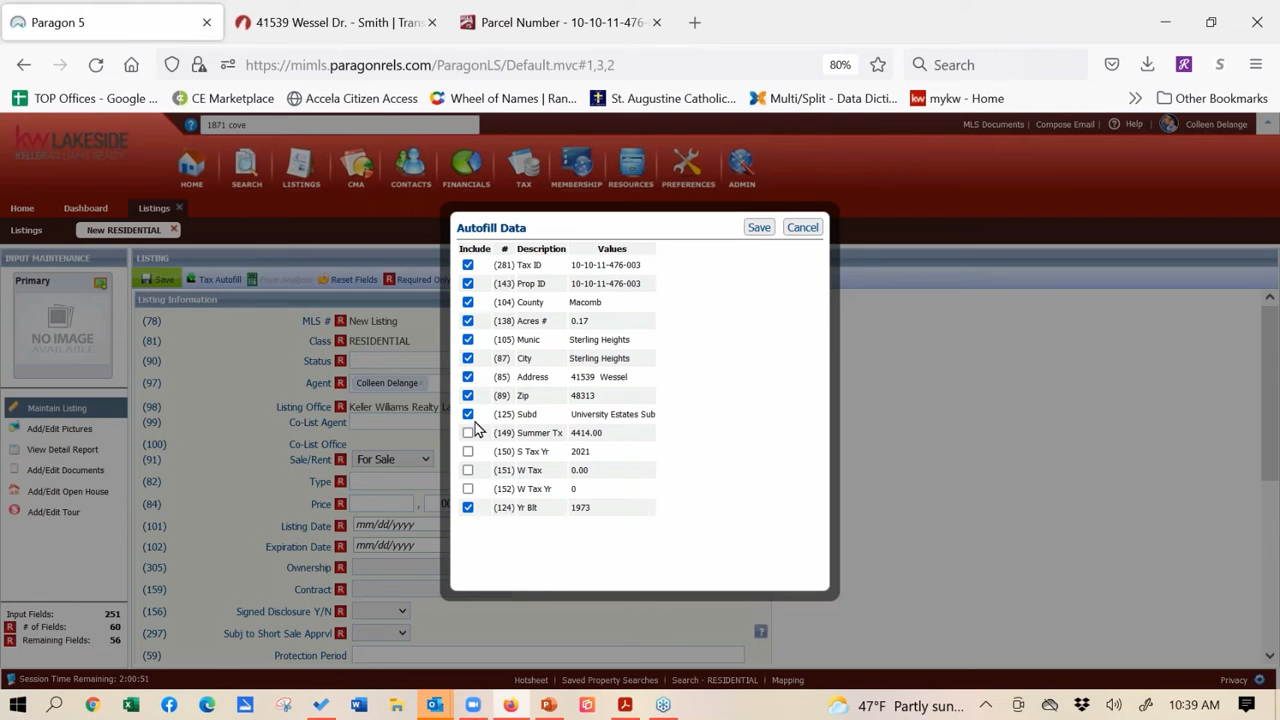 Paragon 5
41539 Wessel Dr. - Smith | Trans
Parcel Number - 10-10-11-476-
https://mimls.paragonrels.com/ParagonLS/Default.mvc#1,3,2
80%
Search
TOP Offices - Google ...
CE Marketplace
Accela Citizen Access
Wheel of Names | Ran...
St. Augustine Catholic...
Multi/Split - Data Dicti...
mykw - Home
Other Bookmarks
kw LAKESIDE
KELLERWILLIAMS REALTY
1871 cove
MLS Documents
Compose Email
Help
Colleen Delange
HOME
SEARCH
LISTINGS
CMA
CONTACTS
FINANCIALS
TAX
MEMBERSHIP
RESOURCES
PREFERENCES
ADMIN
Home
Dashboard
Listings
Listings
New RESIDENTIAL
INPUT MAINTENANCE
Primary
NO IMAGE
AVAILABLE
Maintain Listing
Add/Edit Pictures
View Detail Report
Add/Edit Documents
Add/Edit Open House
Add/Edit Tour
Input Fields: 251
R # of Fields: 60
R Remaining Fields: 56
LISTING
Save
Tax Autofill
Price Analysis
Reset Fields
R Required Only
Listing Information
(78) MLS # R New Listing
(81) Class R RESIDENTIAL
(90) Status R
(97) Agent R Colleen Delange
(98) Listing Office R Keller Williams Realty La
(99) Co-List Agent
(100) Co-List Office
(91) Sale/Rent R For Sale
(82) Type R
(84) Price R , 00
(101) Listing Date R mm/dd/yyyy
(102) Expiration Date R mm/dd/yyyy
(305) Ownership R
(159) Contract R
(156) Signed Disclosure Y/N R
(297) Subj to Short Sale Apprvl R
(59) Protection Period
Autofill Data
Save
Cancel
Include # Description Values
(281) Tax ID 10-10-11-476-003
(143) Prop ID 10-10-11-476-003
(104) County Macomb
(138) Acres # 0.17
(105) Munic Sterling Heights
(87) City Sterling Heights
(85) Address 41539 Wessel
(89) Zip 48313
(125) Subd University Estates Sub
(149) Summer Tx 4414.00
(150) S Tax Yr 2021
(151) W Tax 0.00
(152) W Tax Yr 0
(124) Yr Blt 1973
Session Time Remaining: 2:00:51
Hotsheet
Saved Property Searches
Search - RESIDENTIAL
Mapping
Privacy
47°F Partly sun...
10:39 AM